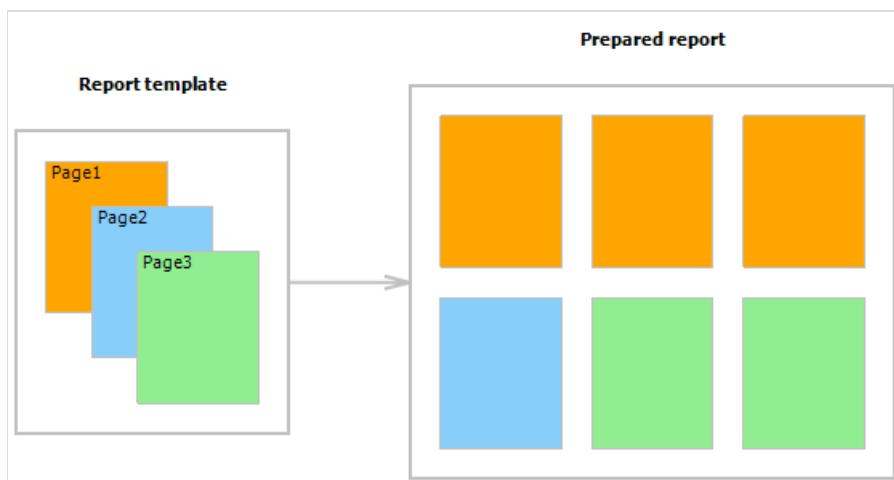 Prepared report
Report template
Page1
Page2
Page3